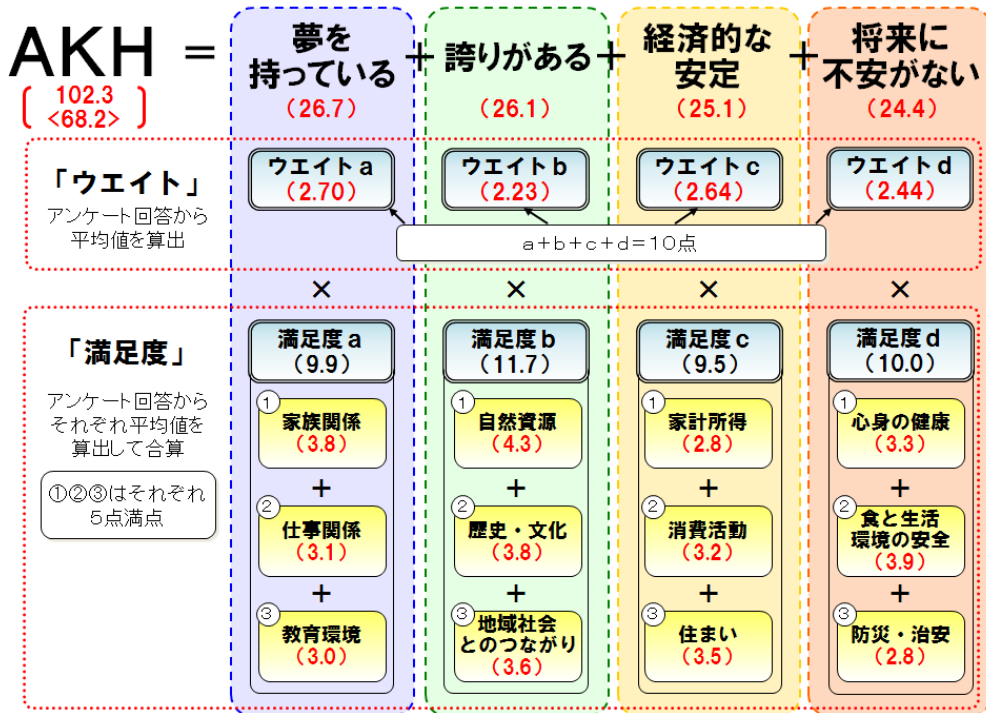 AKH
=
夢を
持っている
+
誇りがある
+
経済的な
安定
+
将来に
不安がない
102.3
<68.2>
(26.7)
(26.1)
(25.1)
(24.4)
「ウエイト」
アンケート回答から
平均値を算出
ウエイトa
(2.70)
ウエイトb
(2.23)
ウエイトc
(2.64)
ウエイトd
(2.44)
a+b+c+d=10点
×
×
×
×
「満足度」
アンケート回答から
それぞれ平均値を
算出して合算
①②③はそれぞれ
5点満点
満足度a
(9.9)
①
家族関係
(3.8)
+
②
仕事関係
(3.1)
+
③
教育環境
(3.0)
満足度b
(11.7)
①
自然資源
(4.3)
+
②
歴史・文化
(3.8)
+
③
地域社会
とのつながり
(3.6)
満足度c
(9.5)
①
家計所得
(2.8)
+
②
消費活動
(3.2)
+
③
住まい
(3.5)
満足度d
(10.0)
①
心身の健康
(3.3)
+
②
食と生活
環境の安全
(3.9)
+
③
防災・治安
(2.8)